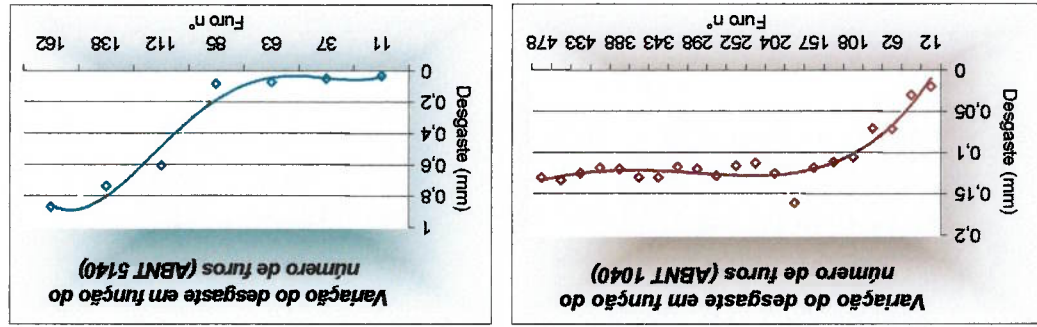 Variação do desgaste em função do
número de furos (ABNT 1040)
Desgaste (mm)
0,2
0,15
0,1
0,05
0
12 62 108 157 204 252 298 343 388 433 478
Furo n°
Variação do desgaste em função do
número de furos (ABNT 5140)
Desgaste (mm)
1
0,8
0,6
0,4
0,2
0
11 37 63 85 112 138 162
Furo n°